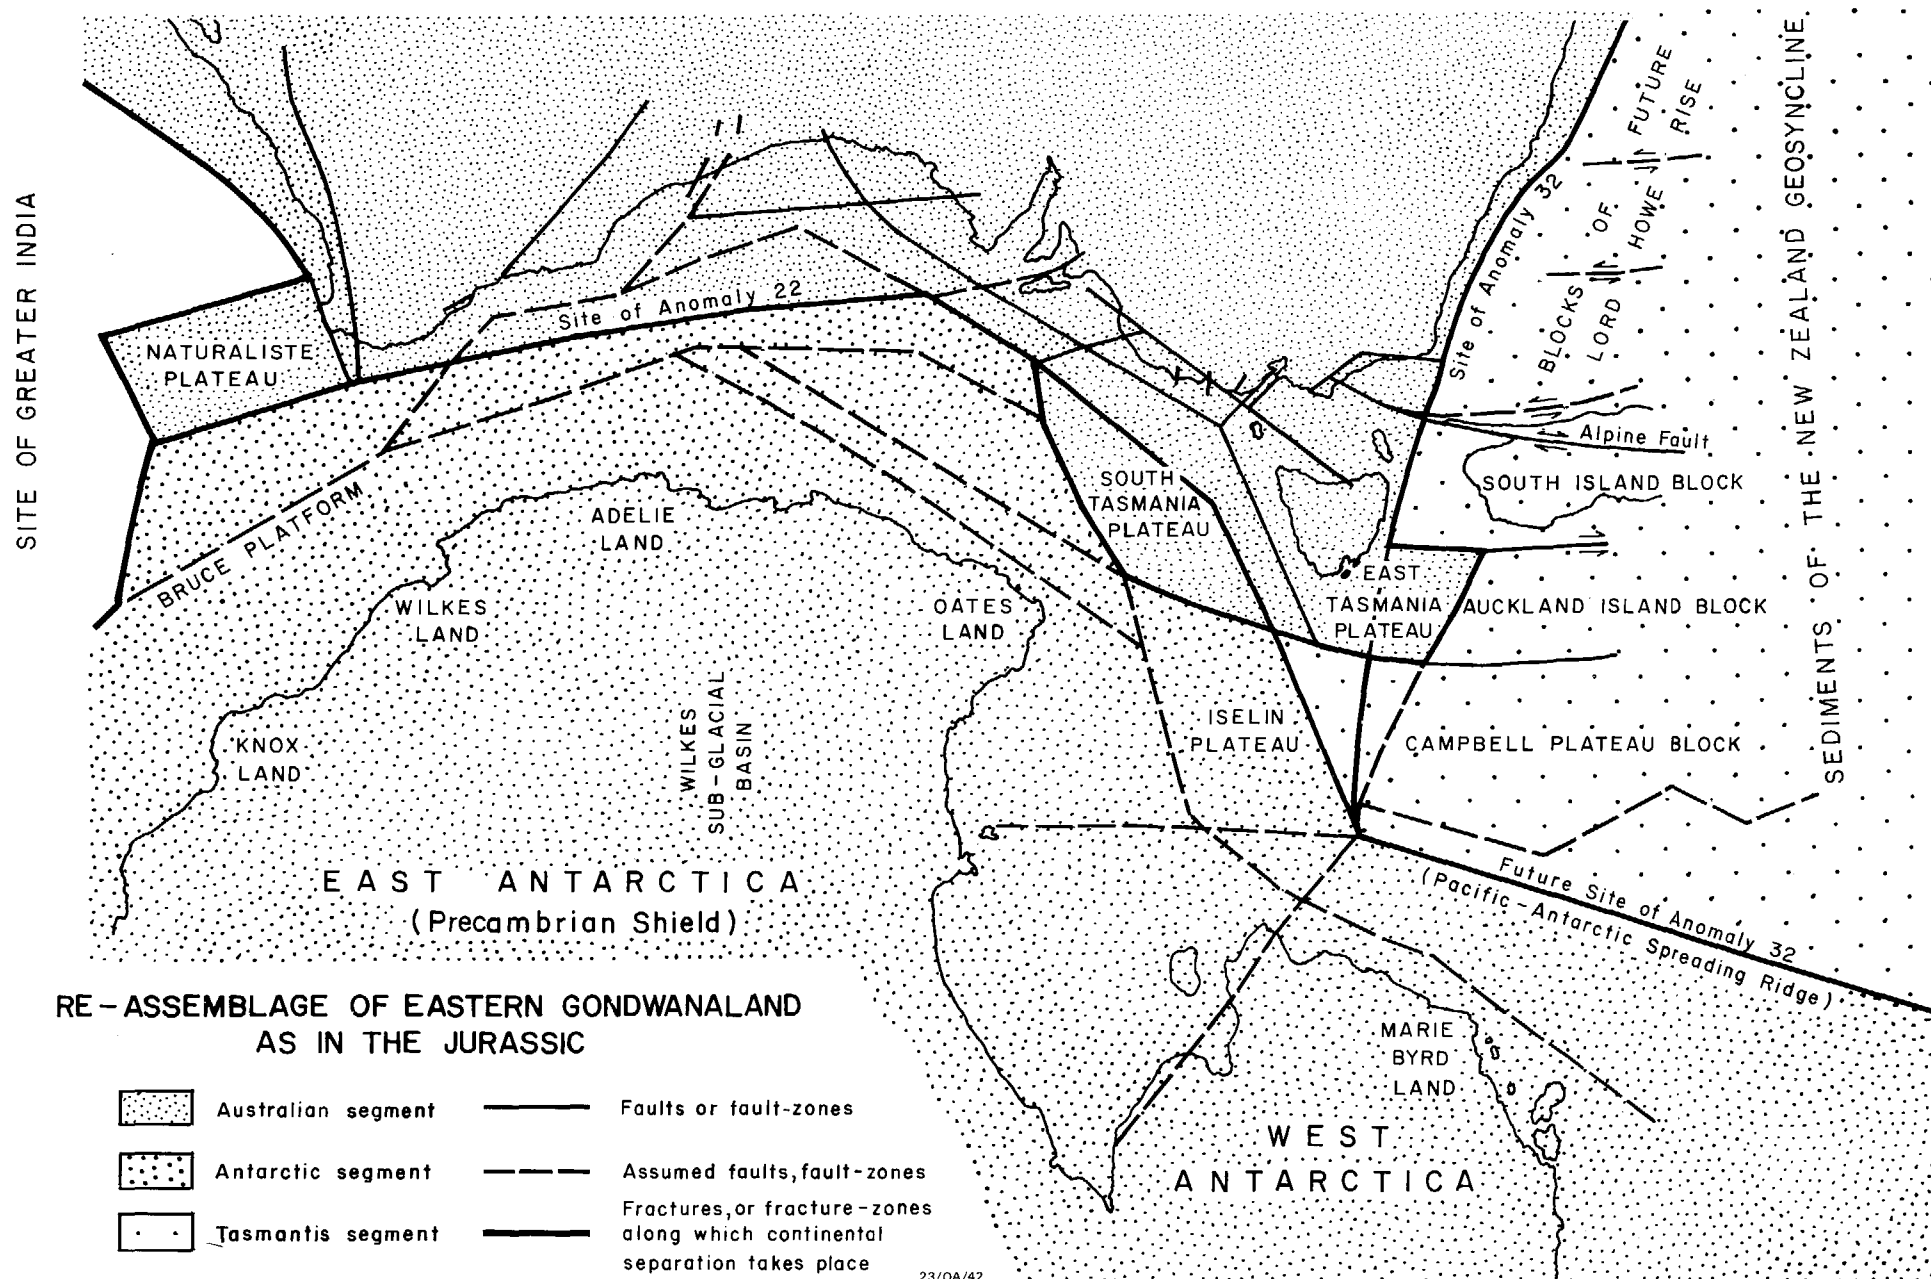 SITE OF GREATER INDIA
NATURALISTE
PLATEAU
Site of Anomaly 22
BRUCE PLATFORM
ADELIE
LAND
WILKES
LAND
KNOX
LAND
OATES
LAND
WILKES
SUB-GLACIAL
BASIN
EAST ANTARCTICA
(Precambrian Shield)
SOUTH
TASMANIA
PLATEAU
EAST
TASMANIA
PLATEAU
ISELIN
PLATEAU
Site of Anomaly 32
BLOCKS OF FUTURE
LORD HOWE RISE
Alpine Fault
SOUTH ISLAND BLOCK
AUCKLAND ISLAND BLOCK
CAMPBELL PLATEAU BLOCK
SEDIMENTS OF THE NEW ZEALAND GEOSYNCLINE
Future Site of Anomaly 32
(Pacific-Antarctic Spreading Ridge)
MARIE
BYRD
LAND
WEST
ANTARCTICA
RE-ASSEMBLAGE OF EASTERN GONDWANALAND
AS IN THE JURASSIC
Australian segment
Antarctic segment
Tasmantis segment
Faults or fault-zones
Assumed faults, fault-zones
Fractures, or fracture-zones
along which continental
separation takes place
23/OA/42